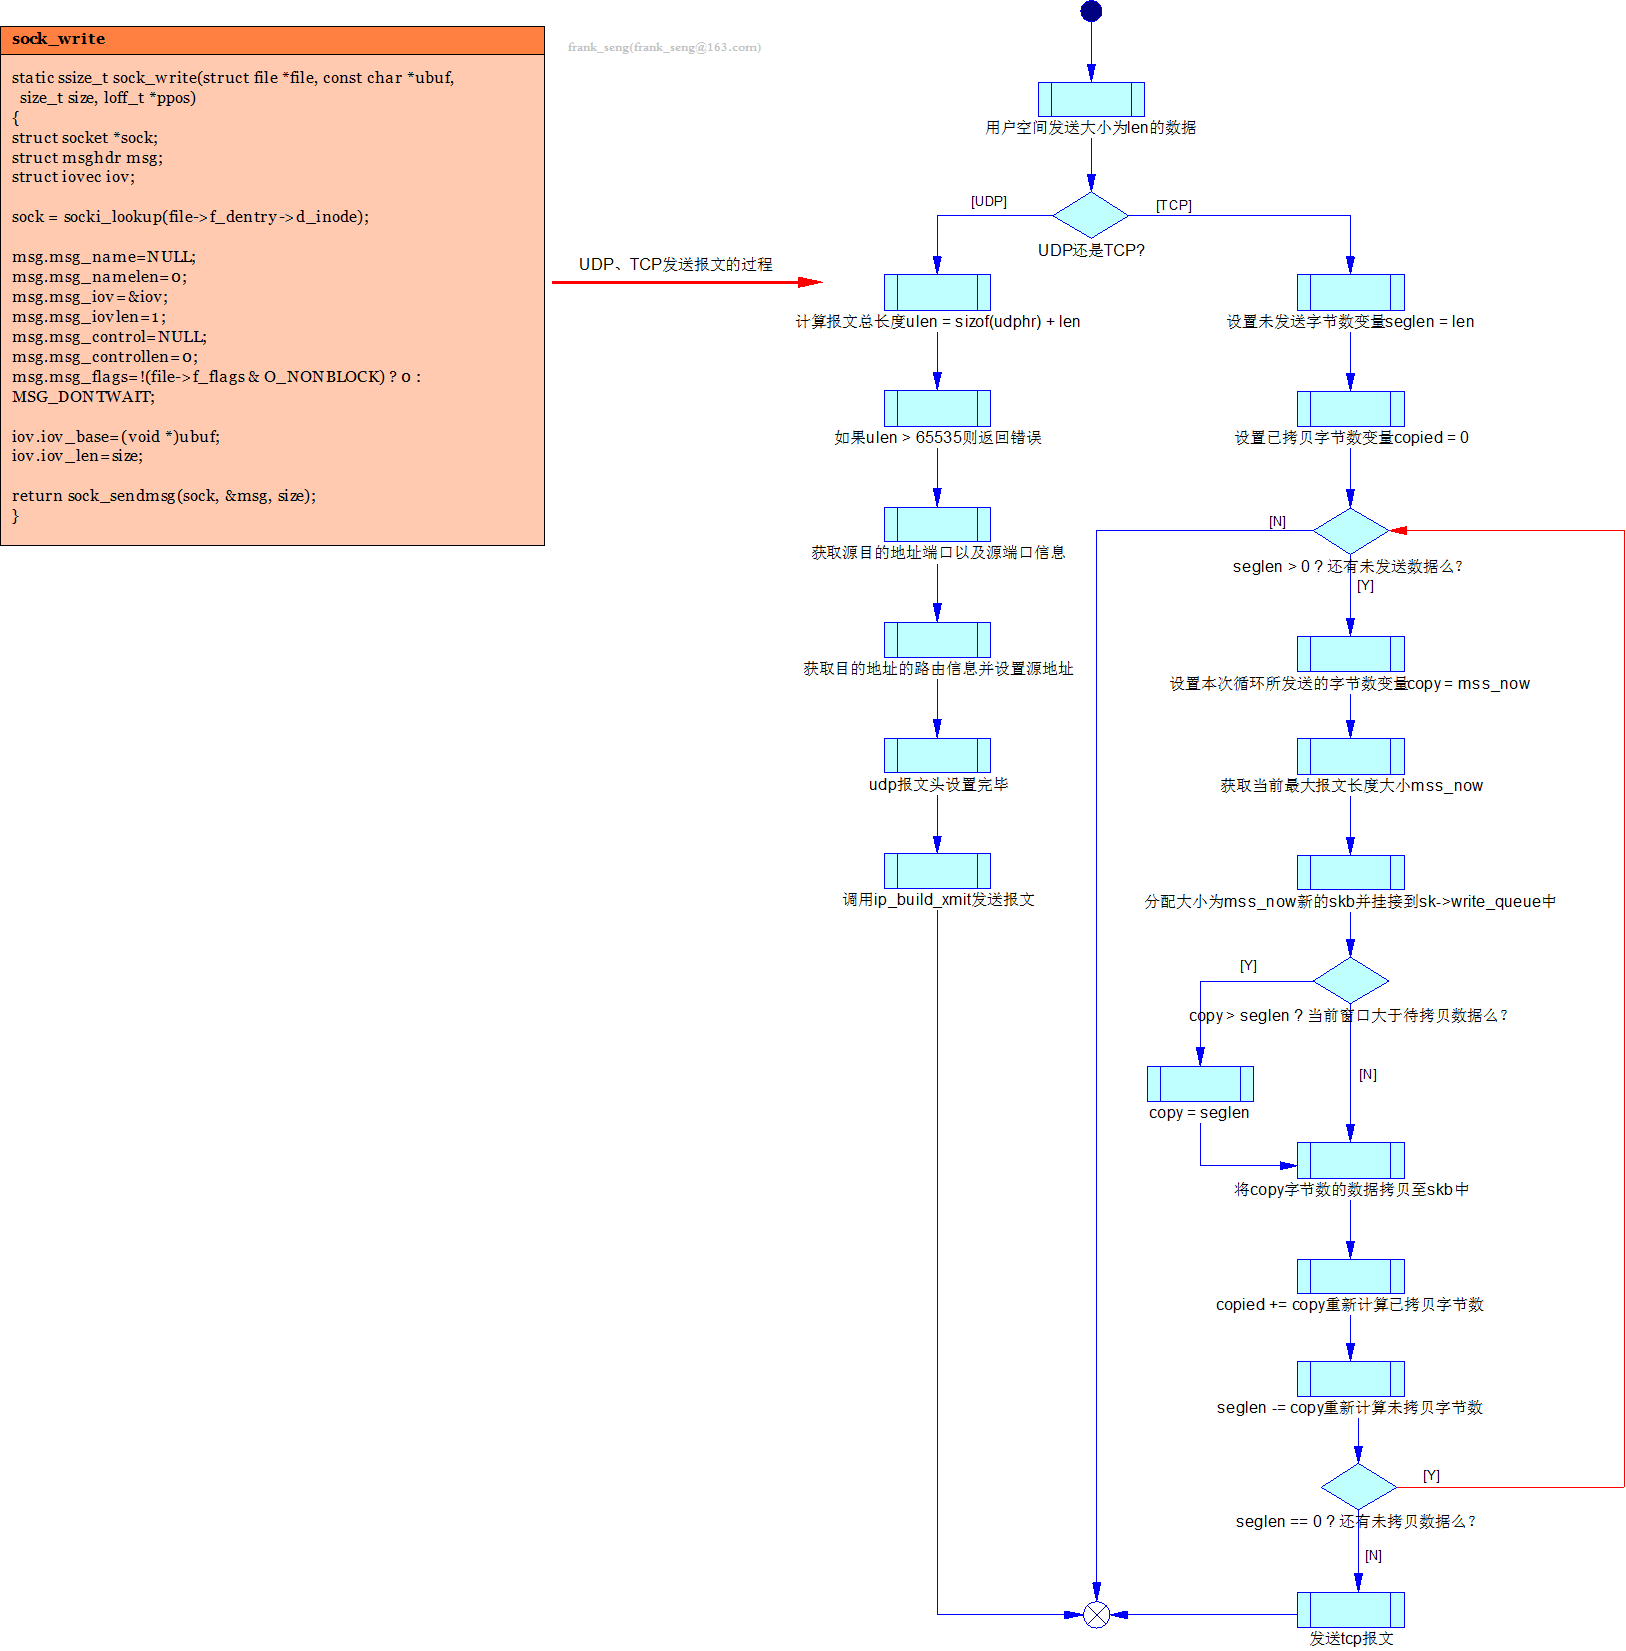 sock_write
static ssize_t sock_write(struct file *file, const char *ubuf,
size_t size, loff_t *ppos)
{
struct socket *sock;
struct msghdr msg;
struct iovec iov;
sock = socki_lookup(file->f_dentry->d_inode);
msg.msg_name=NULL;
msg.msg_namelen=0;
msg.msg_iov=&iov;
msg.msg_iovlen=1;
msg.msg_control=NULL;
msg.msg_controllen=0;
msg.msg_flags=!(file->f_flags & O_NONBLOCK) ? 0 :
MSG_DONTWAIT;
iov.iov_base=(void *)ubuf;
iov.iov_len=size;
return sock_sendmsg(sock, &msg, size);
}
frank_seng(frank_seng@163.com)
UDP、TCP发送报文的过程
用户空间发送大小为len的数据
[UDP]
[TCP]
UDP还是TCP?
计算报文总长度ulen = sizof(udphr) + len
如果ulen > 65535则返回错误
获取源目的地址端口以及源端口信息
获取目的地址的路由信息并设置源地址
udp报文头设置完毕
调用ip_build_xmit发送报文
设置未发送字节数变量seglen = len
设置已拷贝字节数变量copied = 0
[N]
seglen > 0 ? 还有未发送数据么?
[Y]
设置本次循环所发送的字节数变量copy = mss_now
获取当前最大报文长度大小mss_now
分配大小为mss_now新的skb并挂接到sk->write_queue中
[Y]
copy > seglen ? 当前窗口大于待拷贝数据么?
[N]
copy = seglen
将copy字节数的数据拷贝至skb中
copied += copy重新计算已拷贝字节数
seglen -= copy重新计算未拷贝字节数
[Y]
seglen == 0 ? 还有未拷贝数据么?
[N]
发送tcp报文